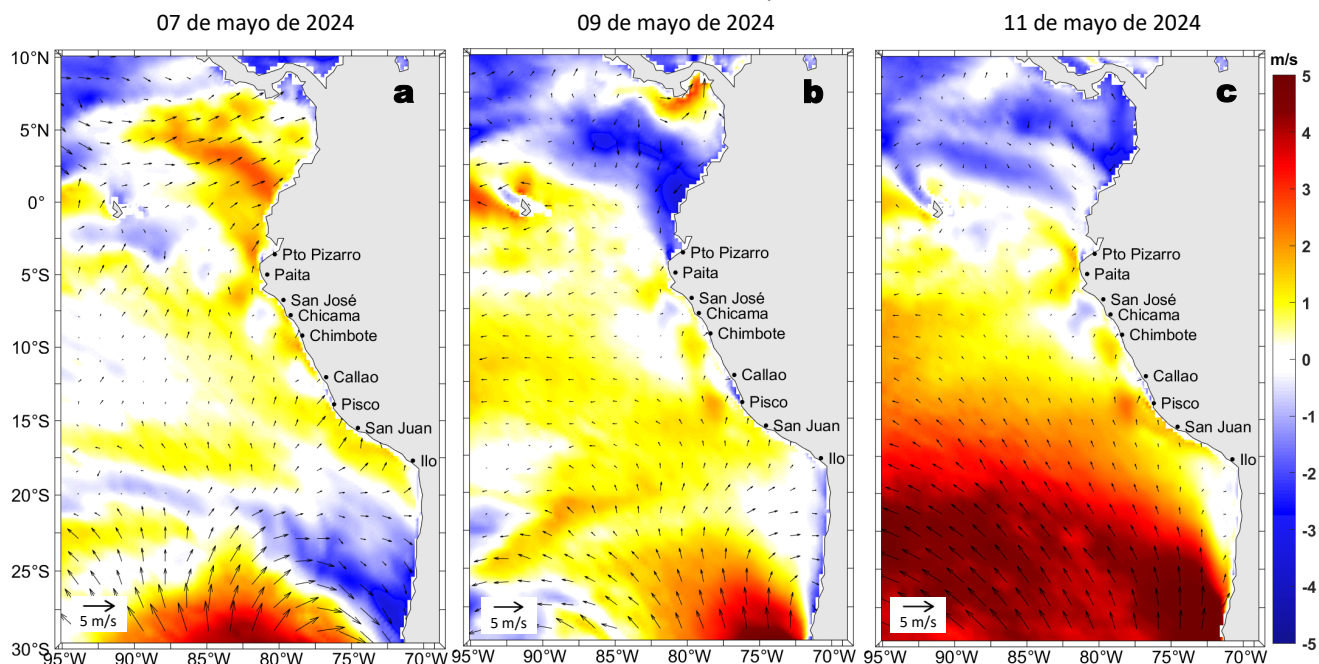 07 de mayo de 2024
09 de mayo de 2024
11 de mayo de 2024
10°N
5°N
0°
5°S
10°S
15°S
20°S
25°S
30°S
a
Pto Pizarro
Paita
San José
Chicama
Chimbote
Callao
Pisco
San Juan
Ilo
5 m/s
95°W
90°W
85°W
80°W
75°W
70°W
b
Pto Pizarro
Paita
San José
Chicama
Chimbote
Callao
Pisco
San Juan
Ilo
5 m/s
95°W
90°W
85°W
80°W
75°W
70°W
c
Pto Pizarro
Paita
San José
Chicama
Chimbote
Callao
Pisco
San Juan
Ilo
5 m/s
95°W
90°W
85°W
80°W
75°W
70°W
m/s
5
4
3
2
1
0
-1
-2
-3
-4
-5